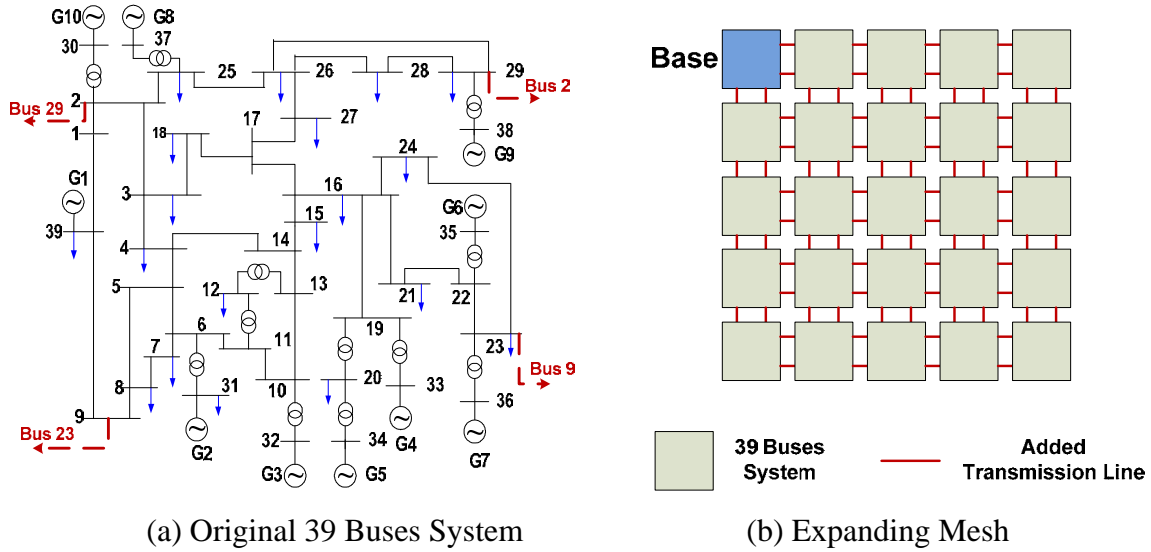 G10
G8
30
37
25
26
28
29
Bus 2
2
Bus 29
1
17
27
38
G9
18
24
G1
3
16
G6
39
15
35
4
14
5
12
13
21
22
6
11
19
23
7
Bus 9
8
31
10
20
33
36
9
Bus 23
G2
32
34
G4
G7
G3
G5
(a) Original 39 Buses System
Base
39 Buses
System
Added
Transmission Line
(b) Expanding Mesh